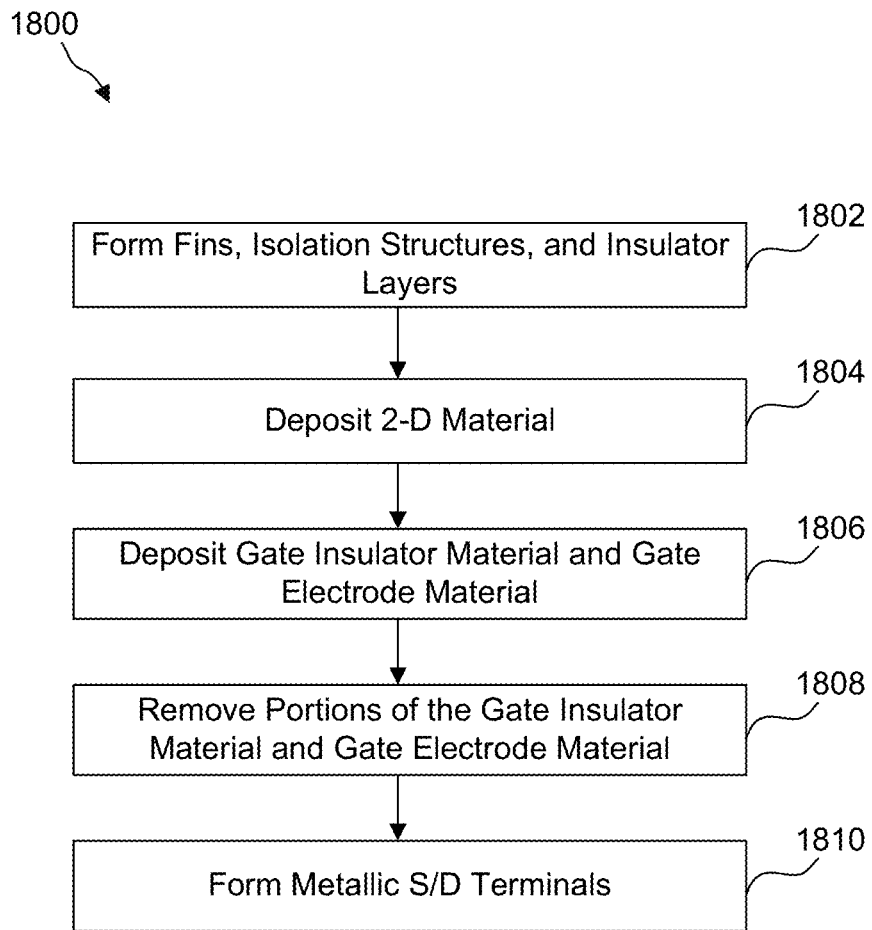 1800
1802
Form Fins, Isolation Structures, and Insulator
Layers
1804
Deposit 2-D Material
1806
Deposit Gate Insulator Material and Gate
Electrode Material
1808
Remove Portions of the Gate Insulator
Material and Gate Electrode Material
1810
Form Metallic S/D Terminals